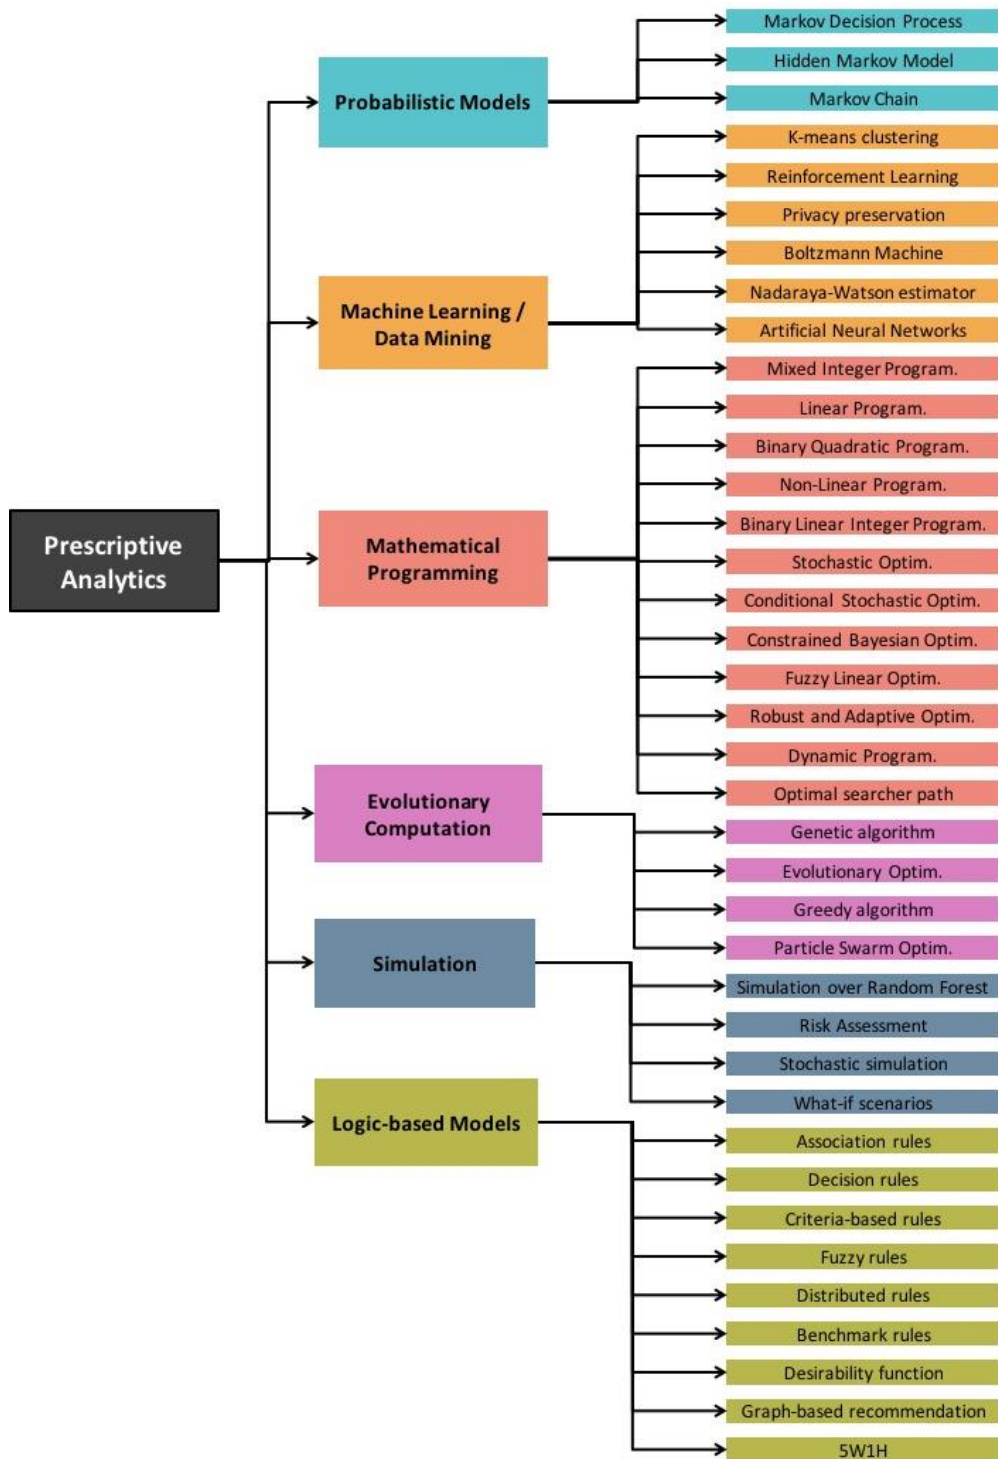 Prescriptive
Analytics
Probabilistic Models
Markov Decision Process
Hidden Markov Model
Markov Chain
Machine Learning /
Data Mining
K-means clustering
Reinforcement Learning
Privacy preservation
Boltzmann Machine
Nadaraya-Watson estimator
Artificial Neural Networks
Mathematical
Programming
Mixed Integer Program.
Linear Program.
Binary Quadratic Program.
Non-Linear Program.
Binary Linear Integer Program.
Stochastic Optim.
Conditional Stochastic Optim.
Constrained Bayesian Optim.
Fuzzy Linear Optim.
Robust and Adaptive Optim.
Dynamic Program.
Optimal searcher path
Evolutionary
Computation
Genetic algorithm
Evolutionary Optim.
Greedy algorithm
Particle Swarm Optim.
Simulation
Simulation over Random Forest
Risk Assessment
Stochastic simulation
What-if scenarios
Logic-based Models
Association rules
Decision rules
Criteria-based rules
Fuzzy rules
Distributed rules
Benchmark rules
Desirability function
Graph-based recommendation
5W1H